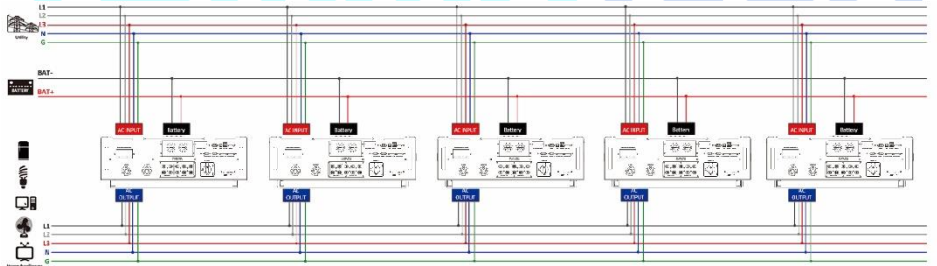 L1
L2
L3
N
G
Utility
BAT-
BATTERY
BAT+
AC INPUT
Battery
AC INPUT
Battery
AC INPUT
Battery
AC INPUT
Battery
AC INPUT
Battery
AC
OUTPUT
AC
OUTPUT
AC
OUTPUT
AC
OUTPUT
AC
OUTPUT
L1
L2
L3
N
G